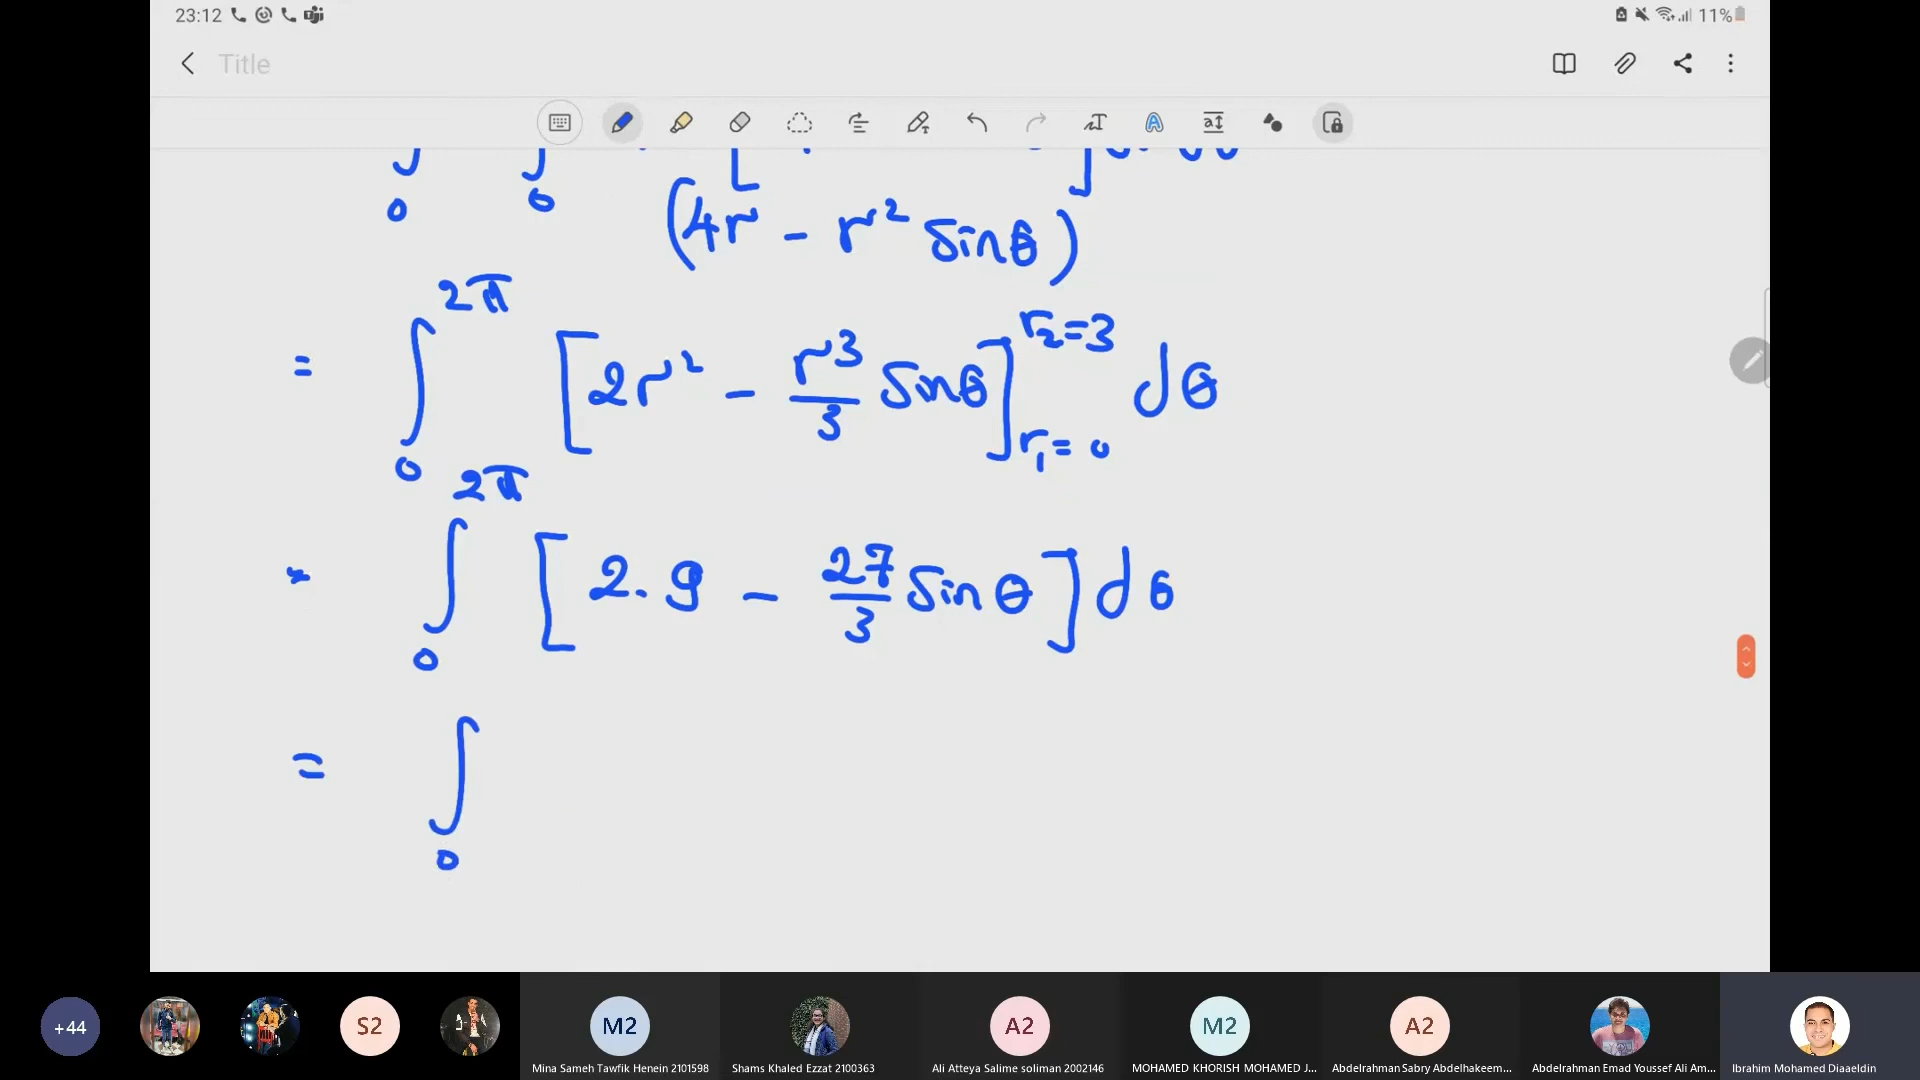 23:12 11%
Title
0 0
(4r - r² sinθ)
= ∫₀^2π [2r² - r³/3 sinθ] r₂=3 r₁=0 dθ
= ∫₀^2π [2.9 - 27/3 sinθ] dθ
= ∫₀
+44 S2 M2 A2 M2 A2
Mina Sameh Tawfik Henein 2101598 Shams Khaled Ezzat 2100363 Ali Atteya Salime soliman 2002146 MOHAMED KHORISH MOHAMED J... Abdelrahman Sabry Abdelhakeem... Abdelrahman Emad Youssef Ali Am... Ibrahim Mohamed Diaaeldin